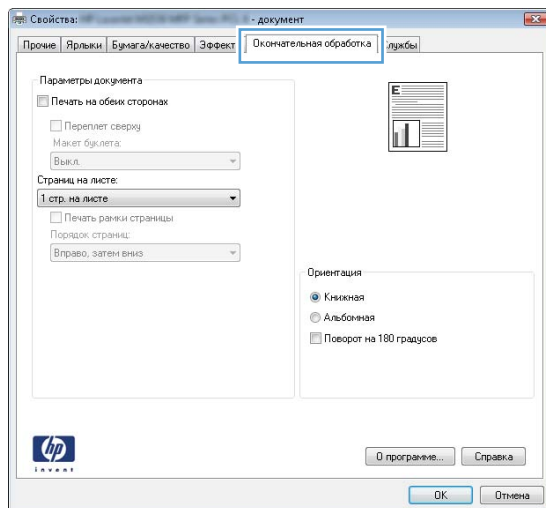 Свойства: - документ
Прочие Ярлыки Бумага/качество Эффект Окончательная обработка лужбы
Параметры документа
Печать на обеих сторонах
Переплет сверху
Макет буклета:
Выкл.
Страниц на листе:
1 стр. на листе
Печать рамки страницы
Порядок страниц:
Вправо, затем вниз
E
Ориентация
Книжная
Альбомная
Поворот на 180 градусов
hp
invent
О программе... Справка
OK Отмена